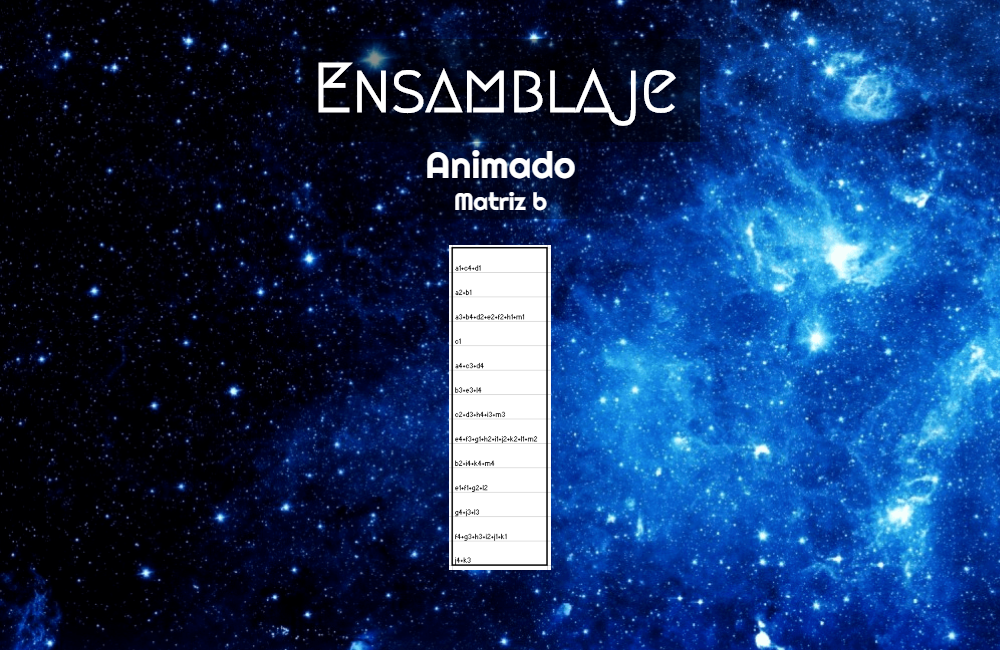 Ensamblaje
Animado
Matriz b
a1+c4+d1
a2+b1
a3+b4+d2+e2+f2+h1+m1
c1
a4+c3+d4
b3+e3+l4
c2+d3+h4+i3+m3
e4+f3+g1+h2+i1+j2+k2+l1+m2
b2+i4+k4+m4
e1+f1+g2+l2
g4+j3+l3
f4+g3+h3+i2+j1+k1
j4+k3